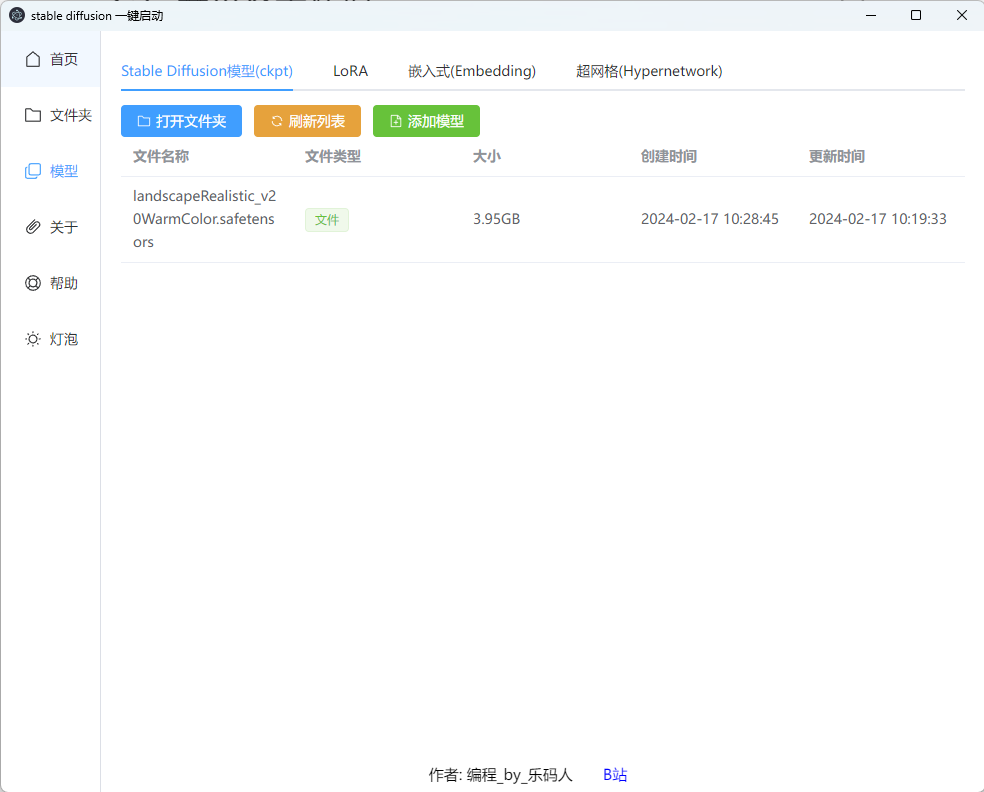 stable diffusion 一键启动
首页
文件夹
模型
关于
帮助
灯泡
Stable Diffusion模型(ckpt) LoRA 嵌入式(Embedding) 超网格(Hypernetwork)
打开文件夹 刷新列表 添加模型
文件名称 文件类型 大小 创建时间 更新时间
landscapeRealistic_v2
0WarmColor.safetens
ors
文件 3.95GB 2024-02-17 10:28:45 2024-02-17 10:19:33
作者: 编程_by_乐码人 B站